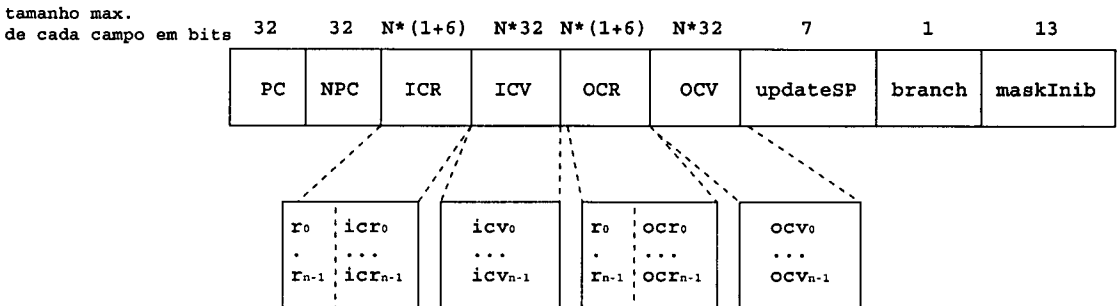 tamanho max.
de cada campo em bits 32 32 N*(1+6) N*32 N*(1+6) N*32 7 1 13
PC NPC ICR ICV OCR OCV updateSP branch maskInib
r0 icr0 icv0 r0 ocr0 ocv0
. ... ... . ... ...
rn-1 icrn-1 icvn-1 rn-1 ocrn-1 ocvn-1